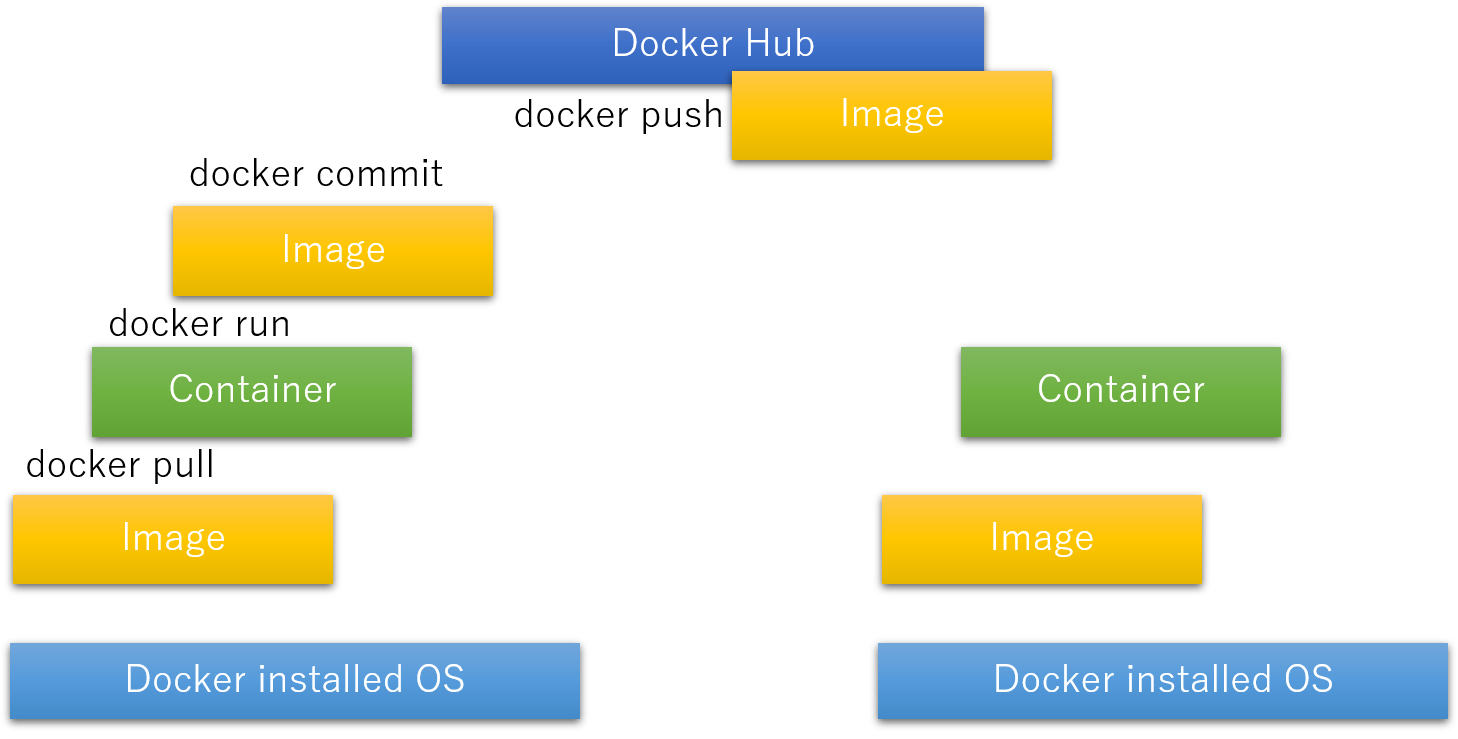 Docker Hub
docker push
Image
docker commit
Image
docker run
Container
Container
docker pull
Image
Image
Docker installed OS
Docker installed OS